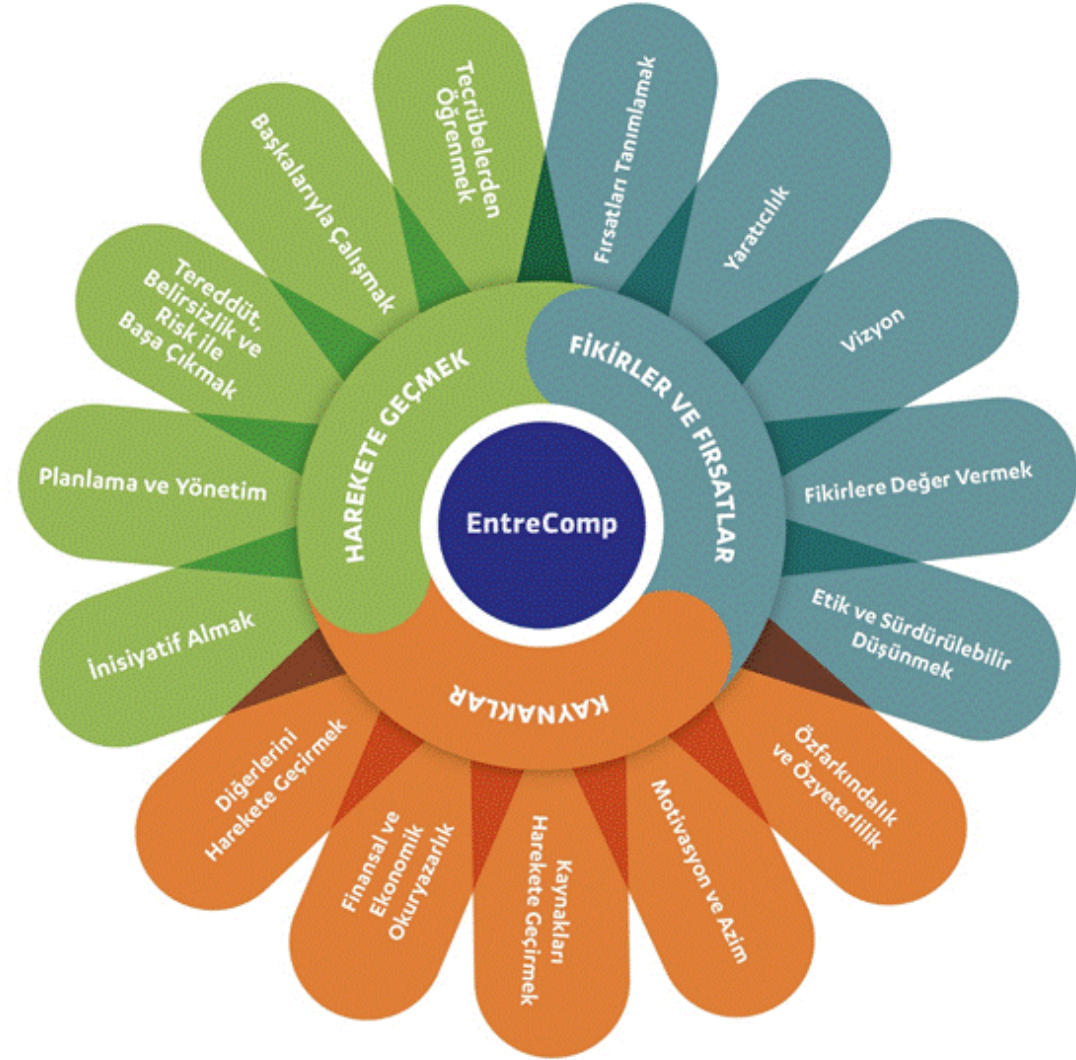 EntreComp
FİKİRLER VE FIRSATLAR
Fırsatları Tanımlamak
Yaratıcılık
Vizyon
Fikirlere Değer Vermek
Etik ve Sürdürülebilir
Düşünmek
KAYNAKLAR
Özfarkındalık
ve Özyeterlilik
Motivasyon ve Azim
Kaynakları
Harekete Geçirmek
Finansal ve
Ekonomik
Okuryazarlık
Diğerlerini
Harekete Geçirmek
HAREKETE GEÇMEK
İnisiyatif Almak
Planlama ve Yönetim
Tereddüt,
Belirsizlik ve
Risk ile
Başa Çıkmak
Başkalarıyla Çalışmak
Tecrübelerden
Öğrenmek